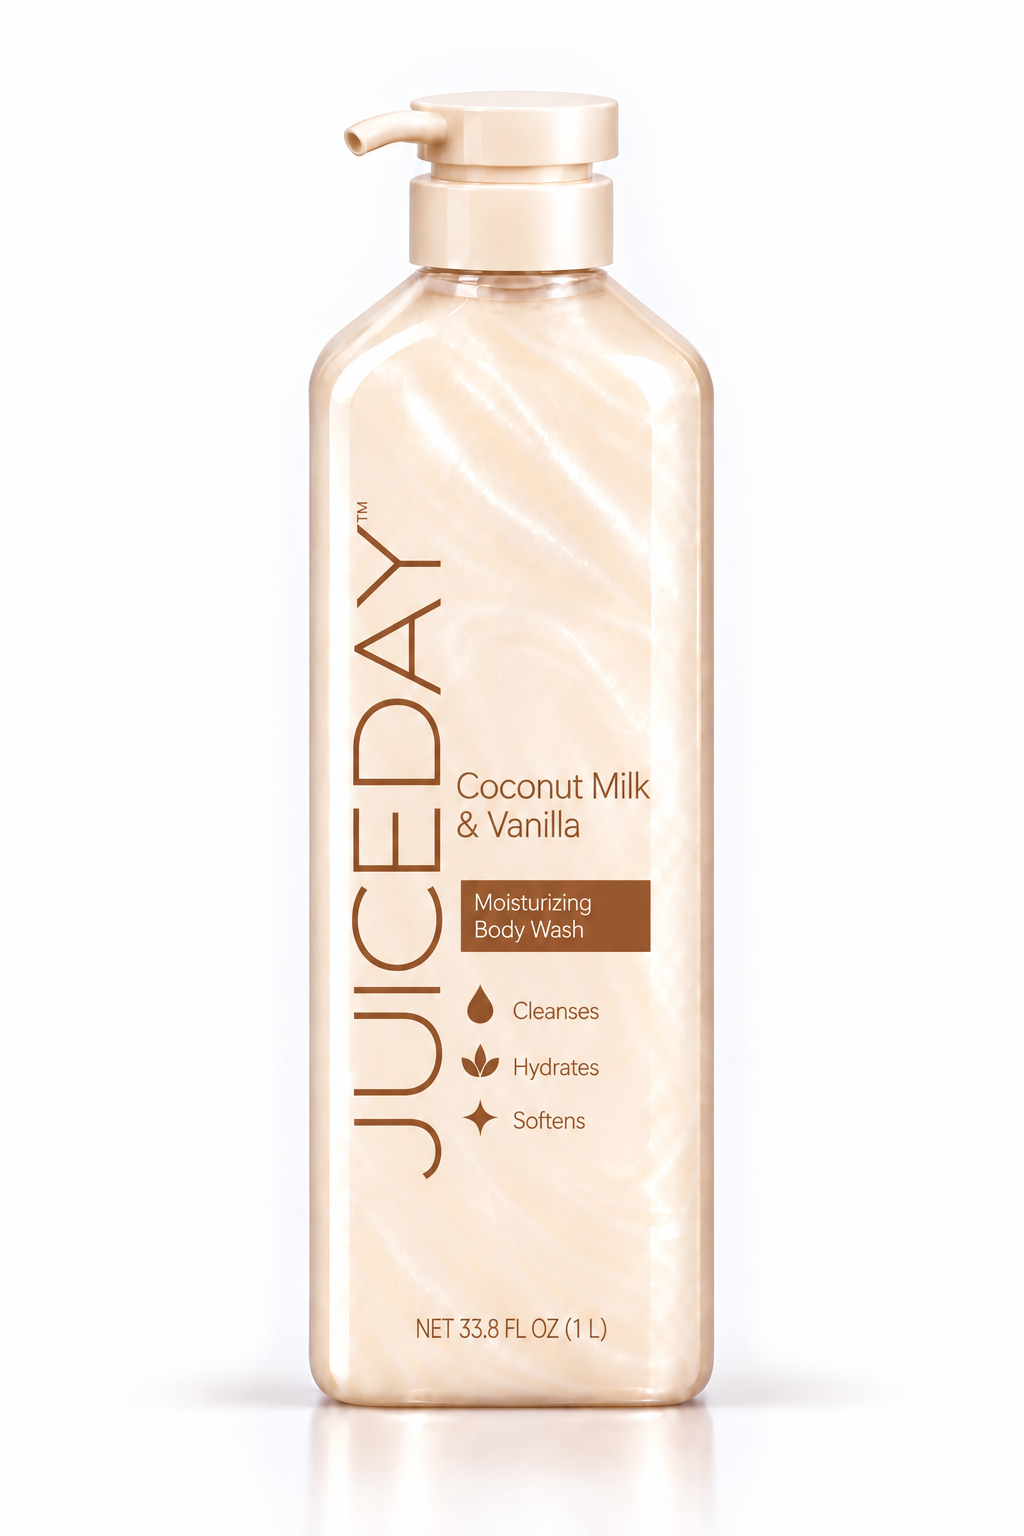 JUICEDAY™
Coconut Milk
& Vanilla
Moisturizing
Body Wash
Cleanses
Hydrates
Softens
NET 33.8 FL OZ (1 L)